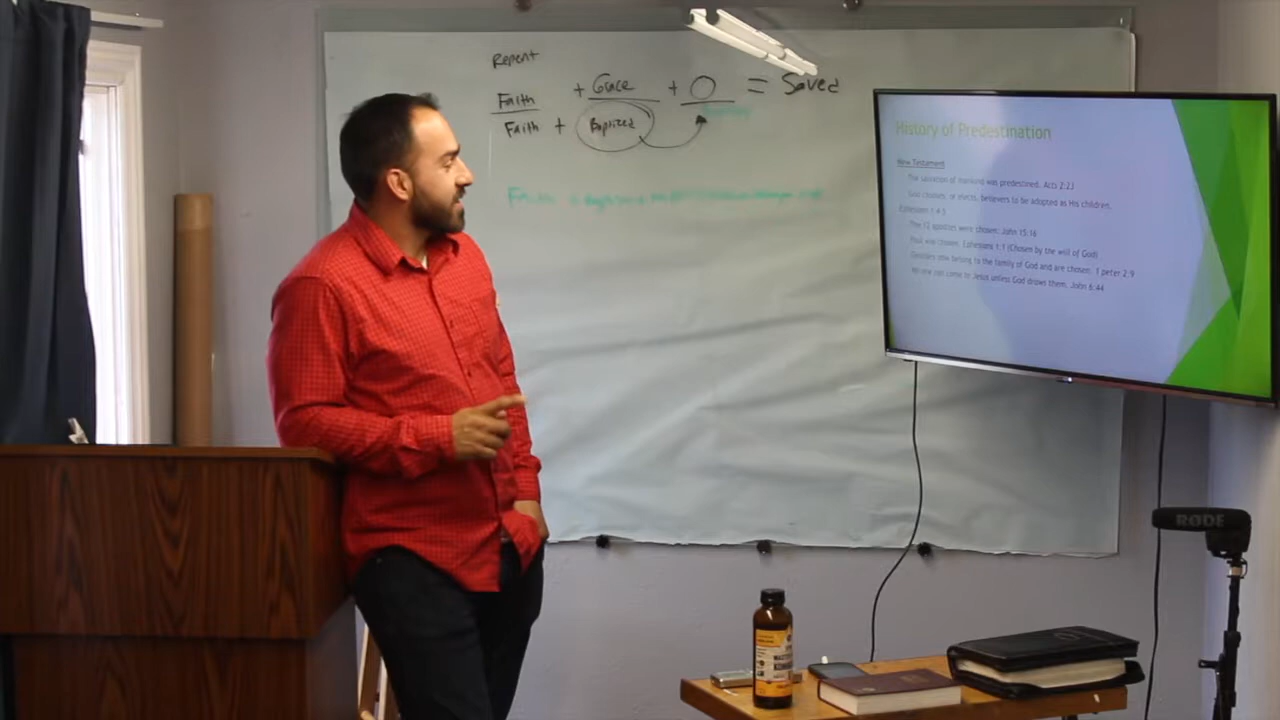 Repent
Faith + Grace + O = Saved
Faith + Baptized
Faith +
History of Predestination
New Testament
The salvation of mankind was predestined. Acts 2:23
God chooses, or elects, believers to be adopted as His children.
Ephesians 1:4-5
The 12 apostles were chosen: John 15:16
Paul was chosen. Ephesians 1:1 (Chosen by the will of God)
Gentiles now belong to the family of God and are chosen. 1 peter 2:9
No one can come to Jesus unless God draws them. John 6:44
RØDE